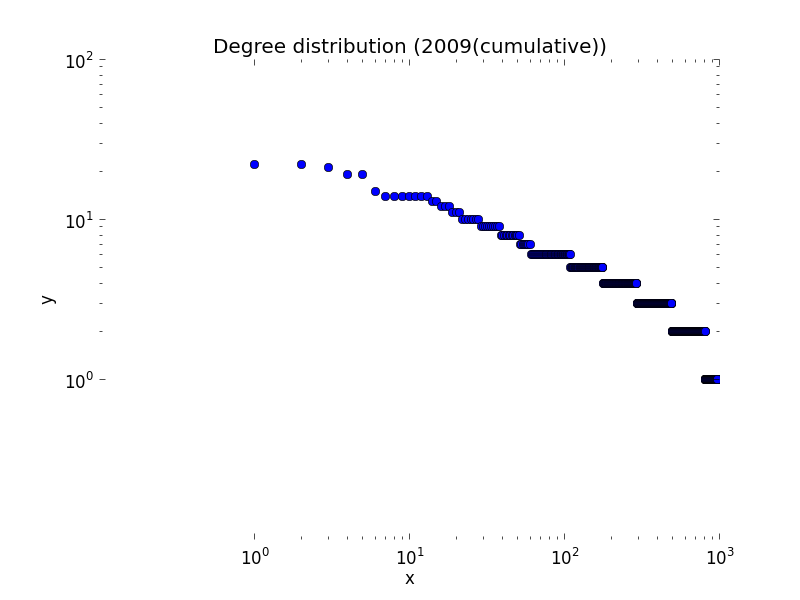 Degree distribution (2009(cumulative))
10²
10¹
10⁰
y
10⁰ 10¹ 10² 10³
x